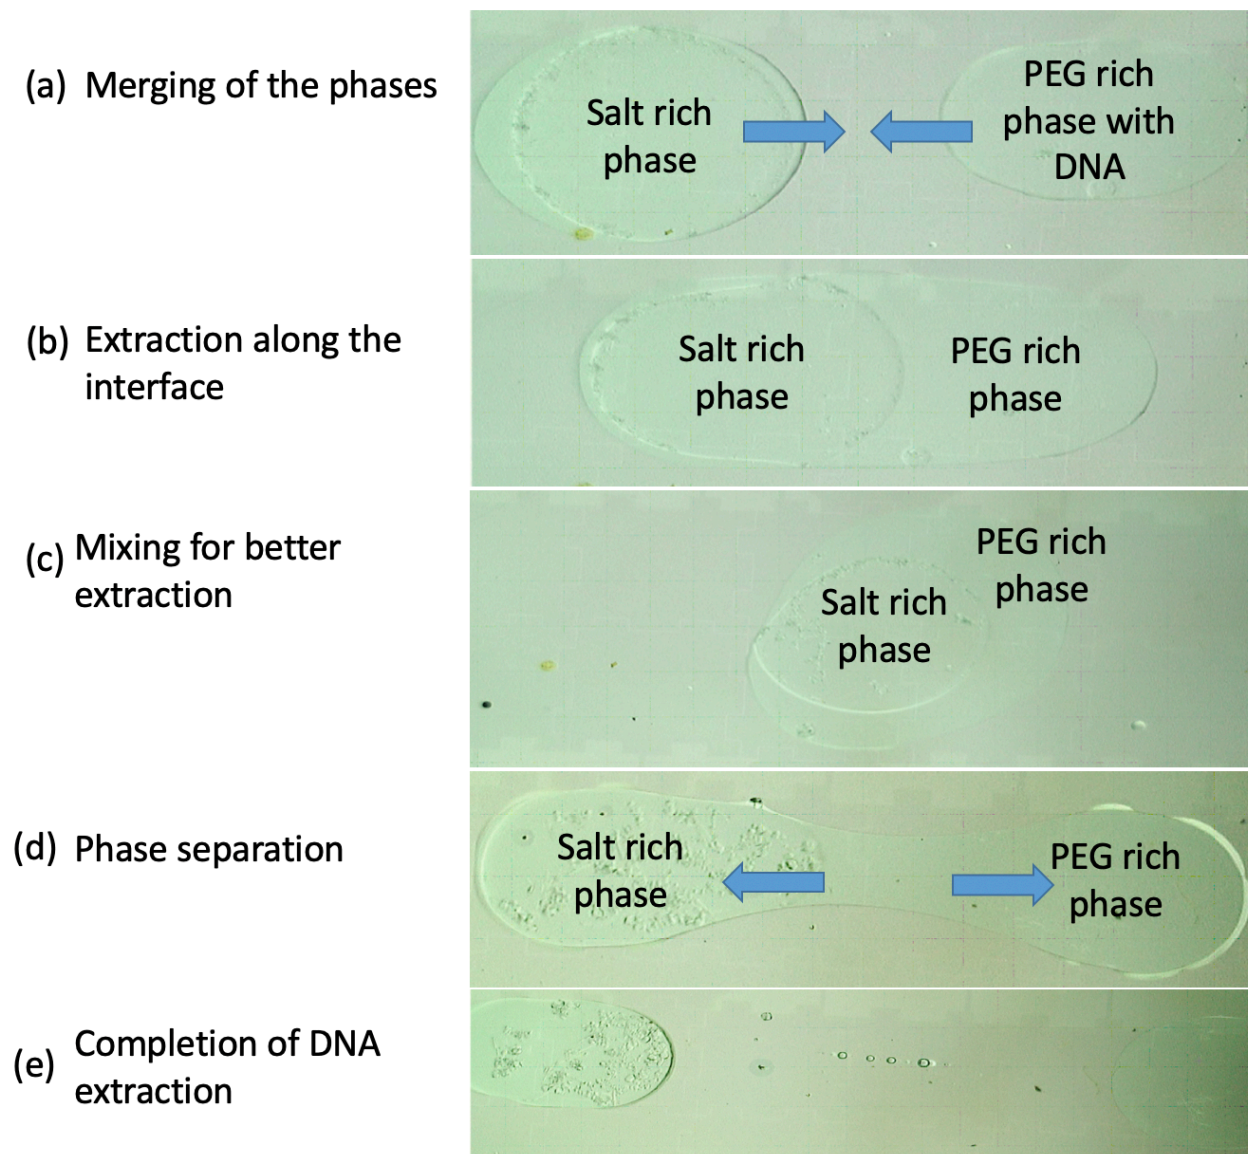 (a) Merging of the phases
Salt rich
phase
PEG rich
phase with
DNA
(b) Extraction along the
interface
Salt rich
phase
PEG rich
phase
(c) Mixing for better
extraction
Salt rich
phase
PEG rich
phase
(d) Phase separation
Salt rich
phase
PEG rich
phase
(e) Completion of DNA
extraction